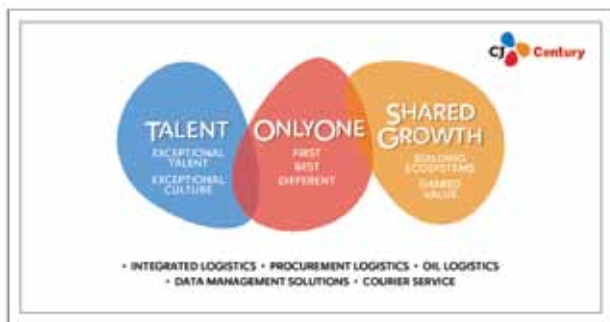 CJ Century
TALENT
EXCEPTIONAL
TALENT
EXCEPTIONAL
CULTURE
ONLYONE
FIRST
BEST
DIFFERENT
SHARED
GROWTH
BUILDING
ECOSYSTEMS
SHARED
VALUE
• INTEGRATED LOGISTICS • PROCUREMENT LOGISTICS • OIL LOGISTICS
• DATA MANAGEMENT SOLUTIONS • COURIER SERVICE